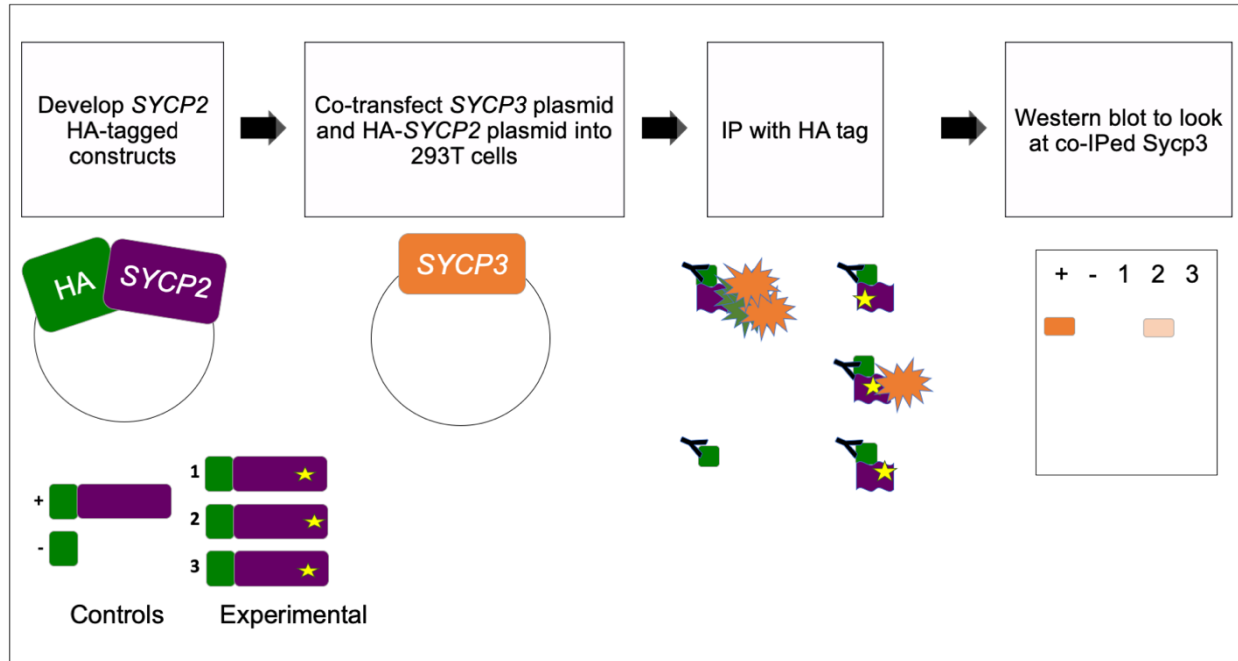 Develop SYCP2
HA-tagged
constructs
Co-transfect SYCP3 plasmid
and HA-SYCP2 plasmid into
293T cells
IP with HA tag
Western blot to look
at co-IPed Sycp3
HA SYCP2
SYCP3
+ - 1 2 3
+
-
1
2
3
Controls
Experimental